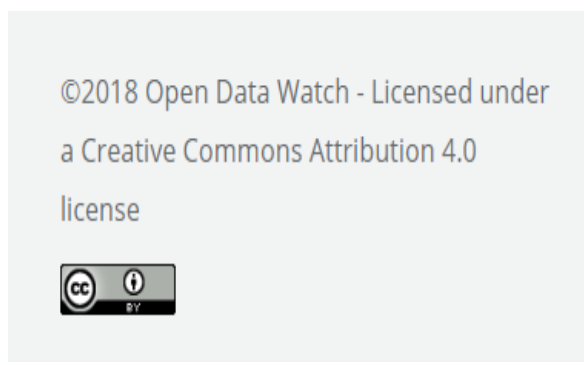 ©2018 Open Data Watch - Licensed under
a Creative Commons Attribution 4.0
license
cc
BY